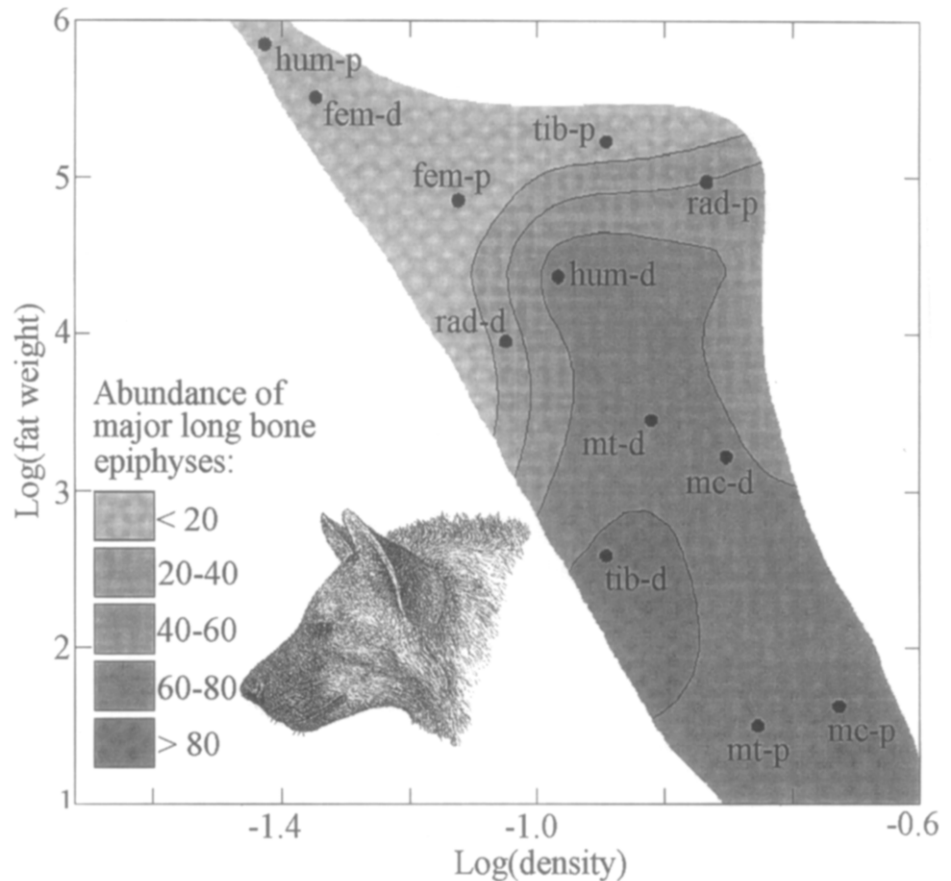 6
hum-p
fem-d
tib-p
5
fem-p
rad-p
hum-d
rad-d
4
Log(fat weight)
Abundance of
major long bone
epiphyses:
mt-d
mc-d
3
< 20
20-40
tib-d
40-60
2
60-80
mc-p
> 80
mt-p
1
-1.4
-1.0
-0.6
Log(density)